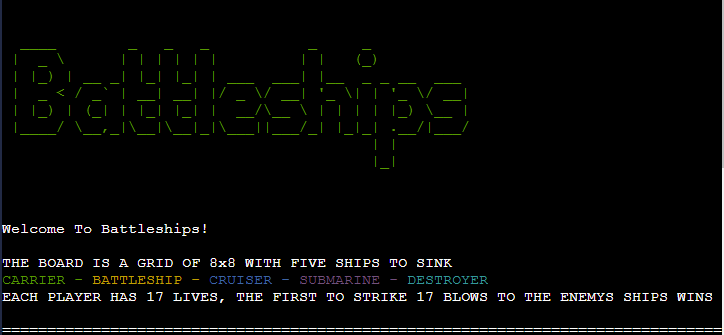 Battleships
Welcome To Battleships!
THE BOARD IS A GRID OF 8x8 WITH FIVE SHIPS TO SINK
CARRIER - BATTLESHIP - CRUISER - SUBMARINE - DESTROYER
EACH PLAYER HAS 17 LIVES, THE FIRST TO STRIKE 17 BLOWS TO THE ENEMYS SHIPS WINS